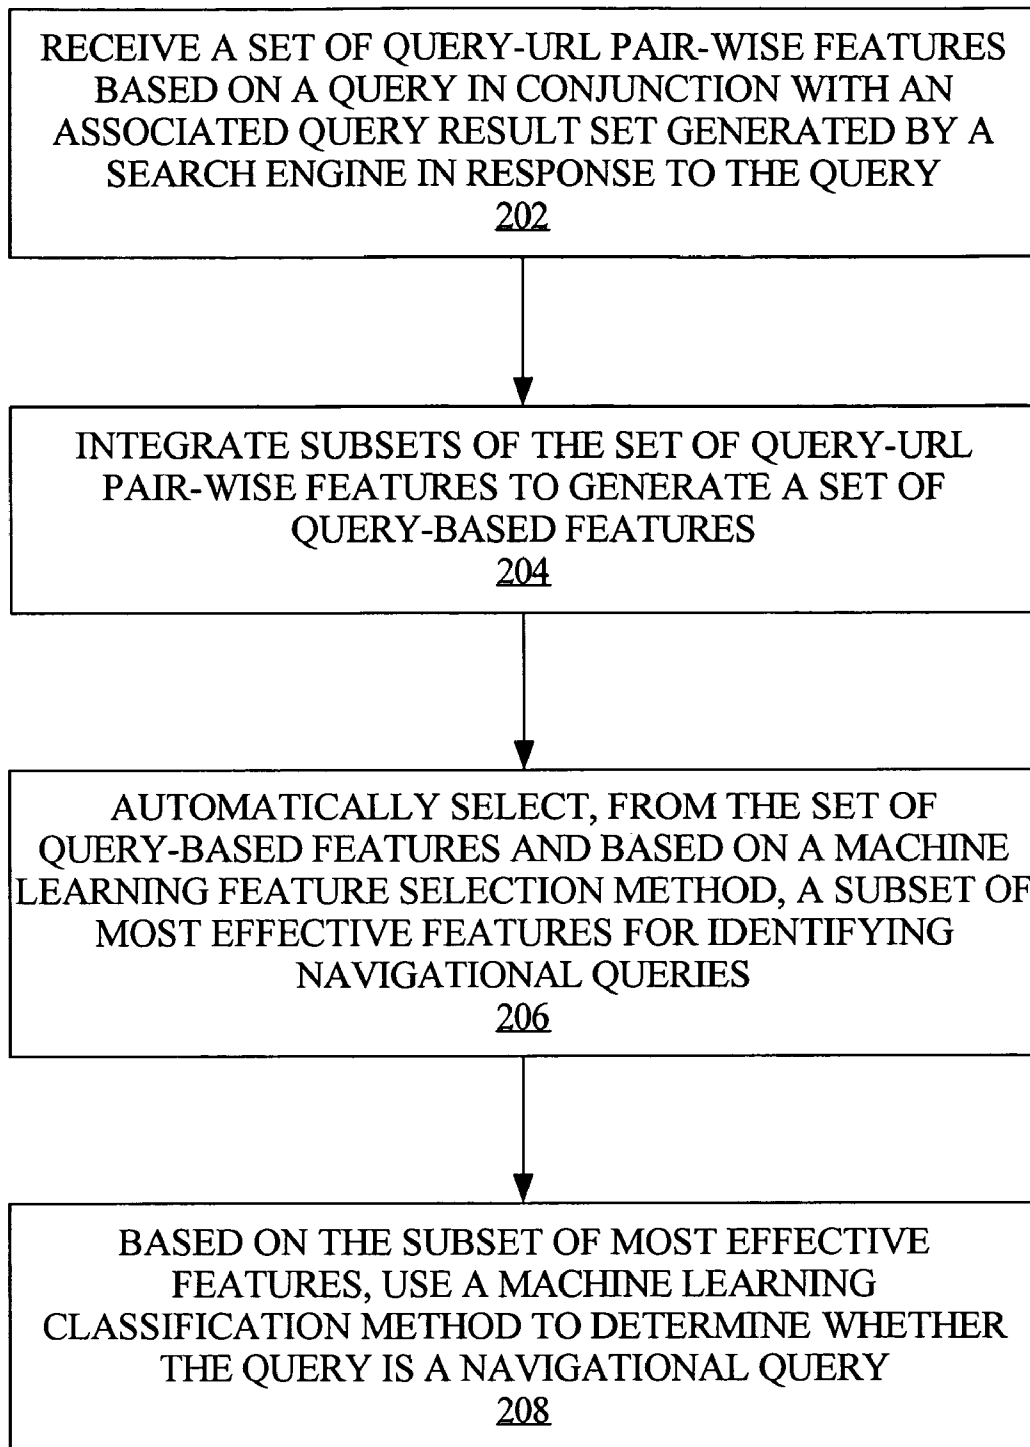 RECEIVE A SET OF QUERY-URL PAIR-WISE FEATURES
BASED ON A QUERY IN CONJUNCTION WITH AN
ASSOCIATED QUERY RESULT SET GENERATED BY A
SEARCH ENGINE IN RESPONSE TO THE QUERY
202
INTEGRATE SUBSETS OF THE SET OF QUERY-URL
PAIR-WISE FEATURES TO GENERATE A SET OF
QUERY-BASED FEATURES
204
AUTOMATICALLY SELECT, FROM THE SET OF
QUERY-BASED FEATURES AND BASED ON A MACHINE
LEARNING FEATURE SELECTION METHOD, A SUBSET OF
MOST EFFECTIVE FEATURES FOR IDENTIFYING
NAVIGATIONAL QUERIES
206
BASED ON THE SUBSET OF MOST EFFECTIVE
FEATURES, USE A MACHINE LEARNING
CLASSIFICATION METHOD TO DETERMINE WHETHER
THE QUERY IS A NAVIGATIONAL QUERY
208